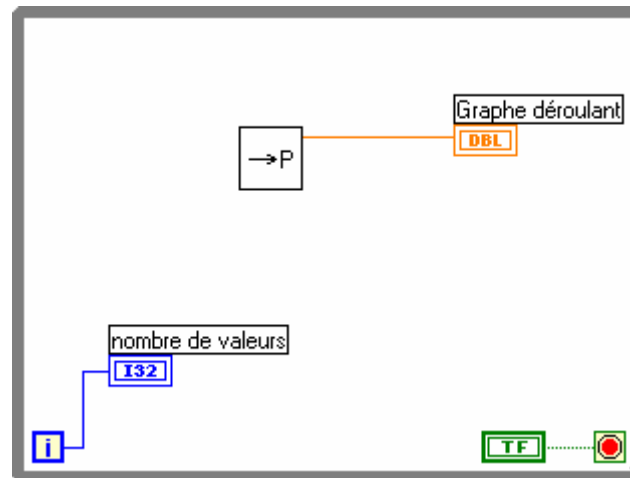 Graphe déroulant
DBL
→P
nombre de valeurs
I32
i
TF